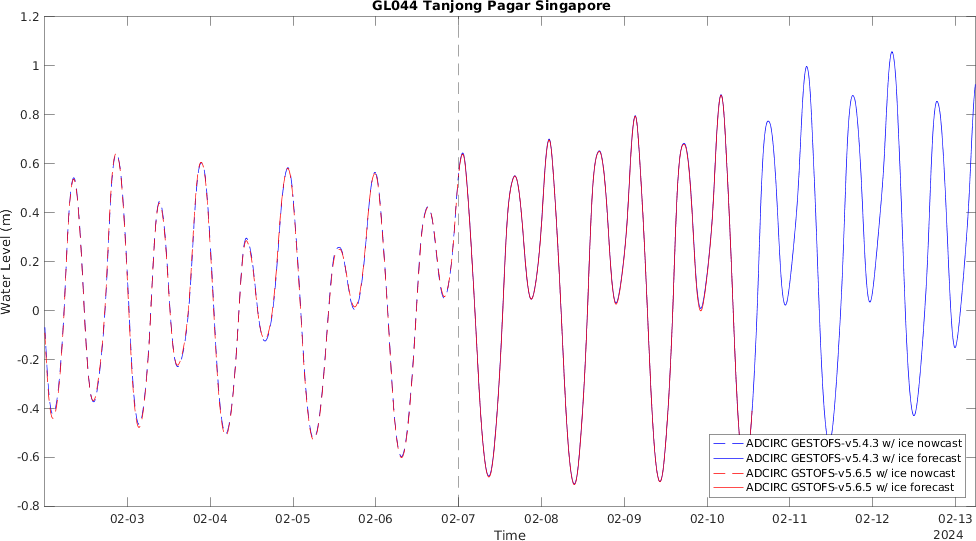 GL044 Tanjong Pagar Singapore
1.2
1
0.8
0.6
0.4
0.2
0
-0.2
-0.4
-0.6
-0.8
Water Level (m)
ADCIRC GESTOFS-v5.4.3 w/ ice nowcast
ADCIRC GESTOFS-v5.4.3 w/ ice forecast
ADCIRC GSTOFS-v5.6.5 w/ ice nowcast
ADCIRC GSTOFS-v5.6.5 w/ ice forecast
02-03 02-04 02-05 02-06 02-07 02-08 02-09 02-10 02-11 02-12 02-13
Time 2024